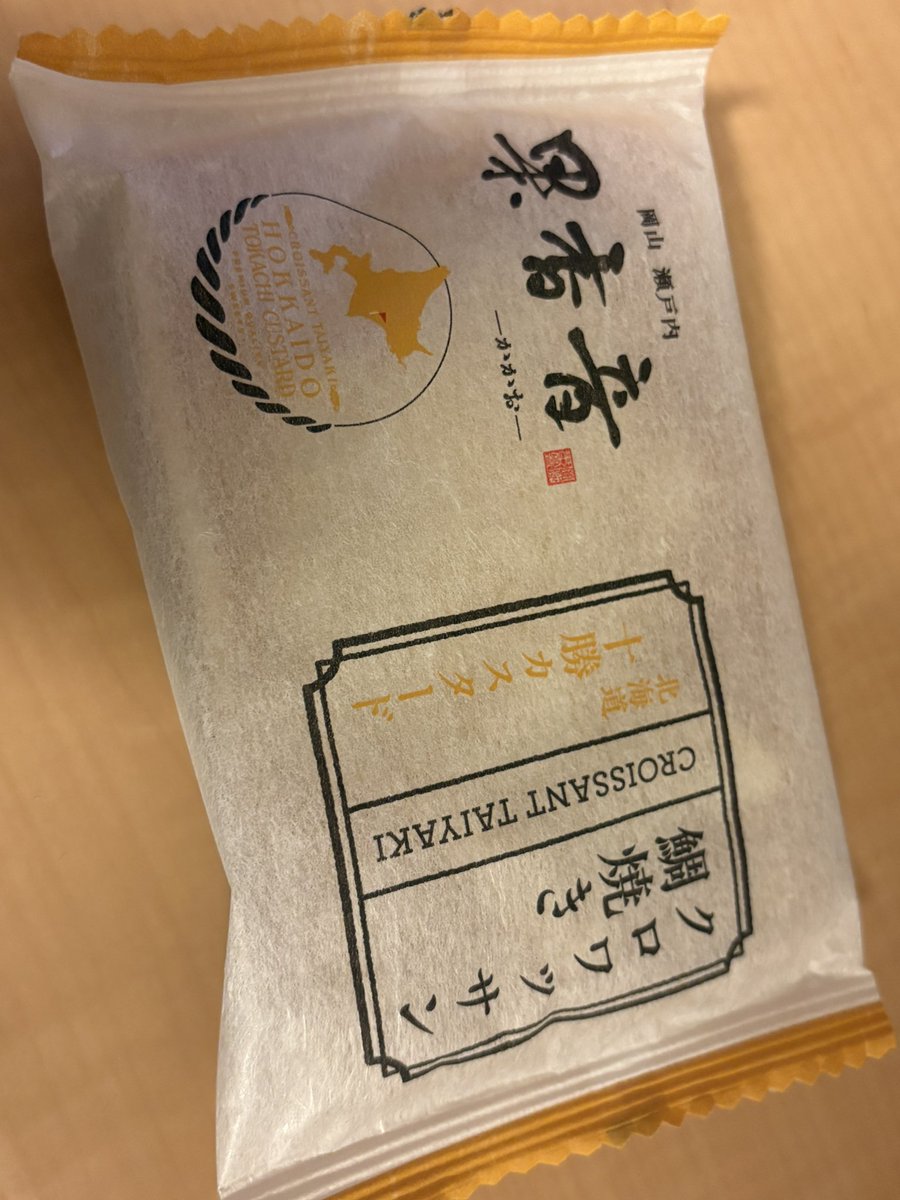 岡山 瀬戸内
果香音
―かかお―
CROISSANT TAIYAKI
HOKKAIDO
TOKACHI CUSTARD
クロワッサン
鯛焼き
CROISSANT TAIYAKI
北海道
十勝カスタード